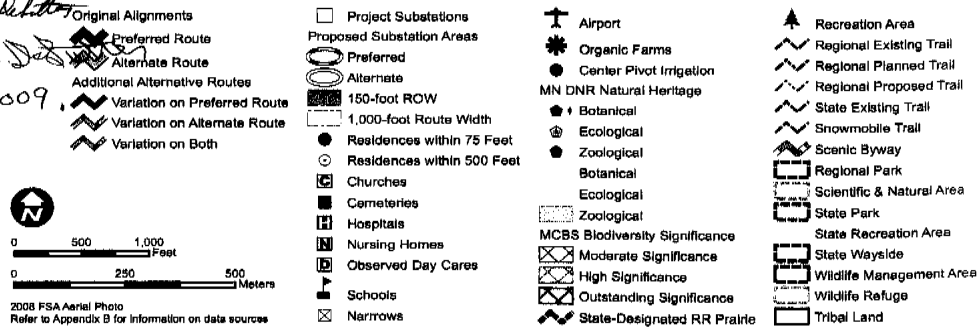 Original Alignments
Preferred Route
Alternate Route
Additional Alternative Routes
009.
Variation on Preferred Route
Variation on Alternate Route
Variation on Both
N
0 500 1,000
Feet
0 250 500
Meters
2008 FSA Aerial Photo
Refer to Appendix B for information on data sources
Project Substations
Proposed Substation Areas
Preferred
Alternate
150-foot ROW
1,000-foot Route Width
Residences within 75 Feet
Residences within 500 Feet
C Churches
Cemeteries
H Hospitals
N Nursing Homes
D Observed Day Cares
Schools
Narrows
Airport
Organic Farms
Center Pivot Irrigation
MN DNR Natural Heritage
Botanical
Ecological
Zoological
Botanical
Ecological
Zoological
MCBS Biodiversity Significance
Moderate Significance
High Significance
Outstanding Significance
State-Designated RR Prairie
Recreation Area
Regional Existing Trail
Regional Planned Trail
Regional Proposed Trail
State Existing Trail
Snowmobile Trail
Scenic Byway
Regional Park
Scientific & Natural Area
State Park
State Recreation Area
State Wayside
Wildlife Management Area
Wildlife Refuge
Tribal Land